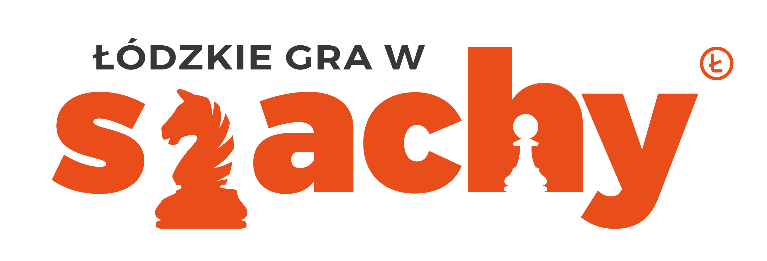 ŁÓDZKIE GRA W
szachy
Ł